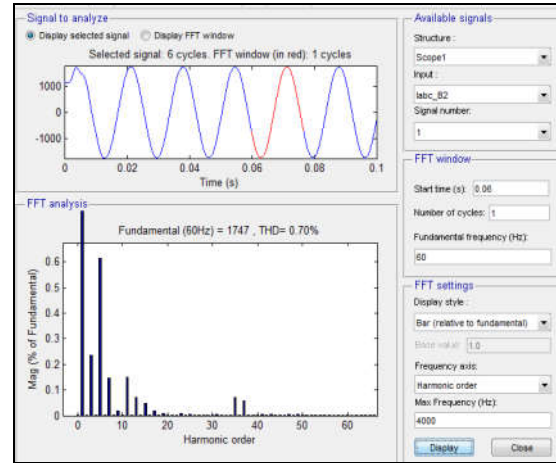 Signal to analyze
Display selected signal Display FFT window
Selected signal: 6 cycles. FFT window (in red): 1 cycles
1000
0
-1000
0 0.02 0.04 0.06 0.08 0.1
Time (s)
FFT analysis
Fundamental (60Hz) = 1747 , THD= 0.70%
0.6
0.5
0.4
0.3
0.2
0.1
0
Mag (% of Fundamental)
0 10 20 30 40 50 60
Harmonic order
Available signals
Structure :
Scope1
Input :
Iabc_B2
Signal number:
1
FFT window
Start time (s): 0.06
Number of cycles: 1
Fundamental frequency (Hz):
60
FFT settings
Display style :
Bar (relative to fundamental)
Base value: 1.0
Frequency axis:
Harmonic order
Max Frequency (Hz):
4000
Display Close